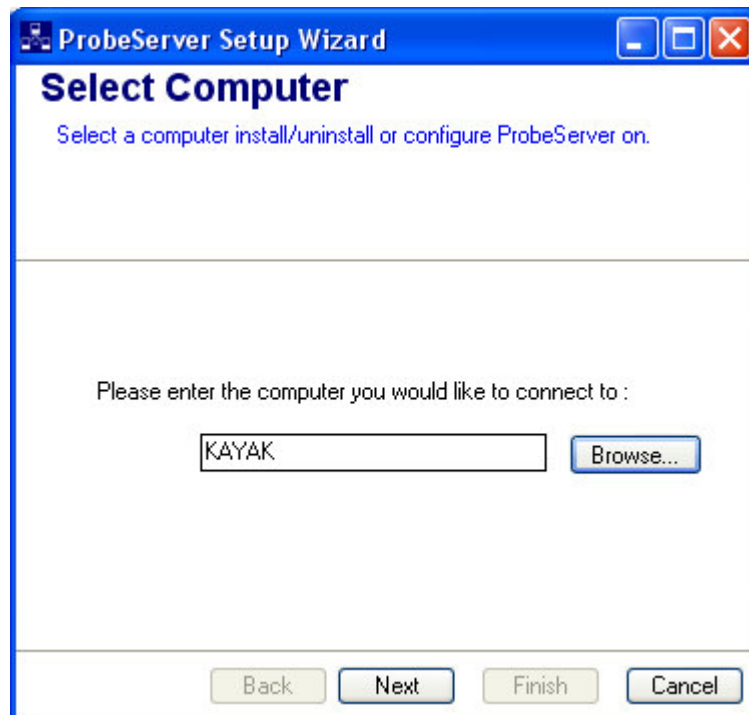 ProbeServer Setup Wizard
Select Computer
Select a computer install/uninstall or configure ProbeServer on.
Please enter the computer you would like to connect to :
KAYAK
Browse...
Back Next Finish Cancel